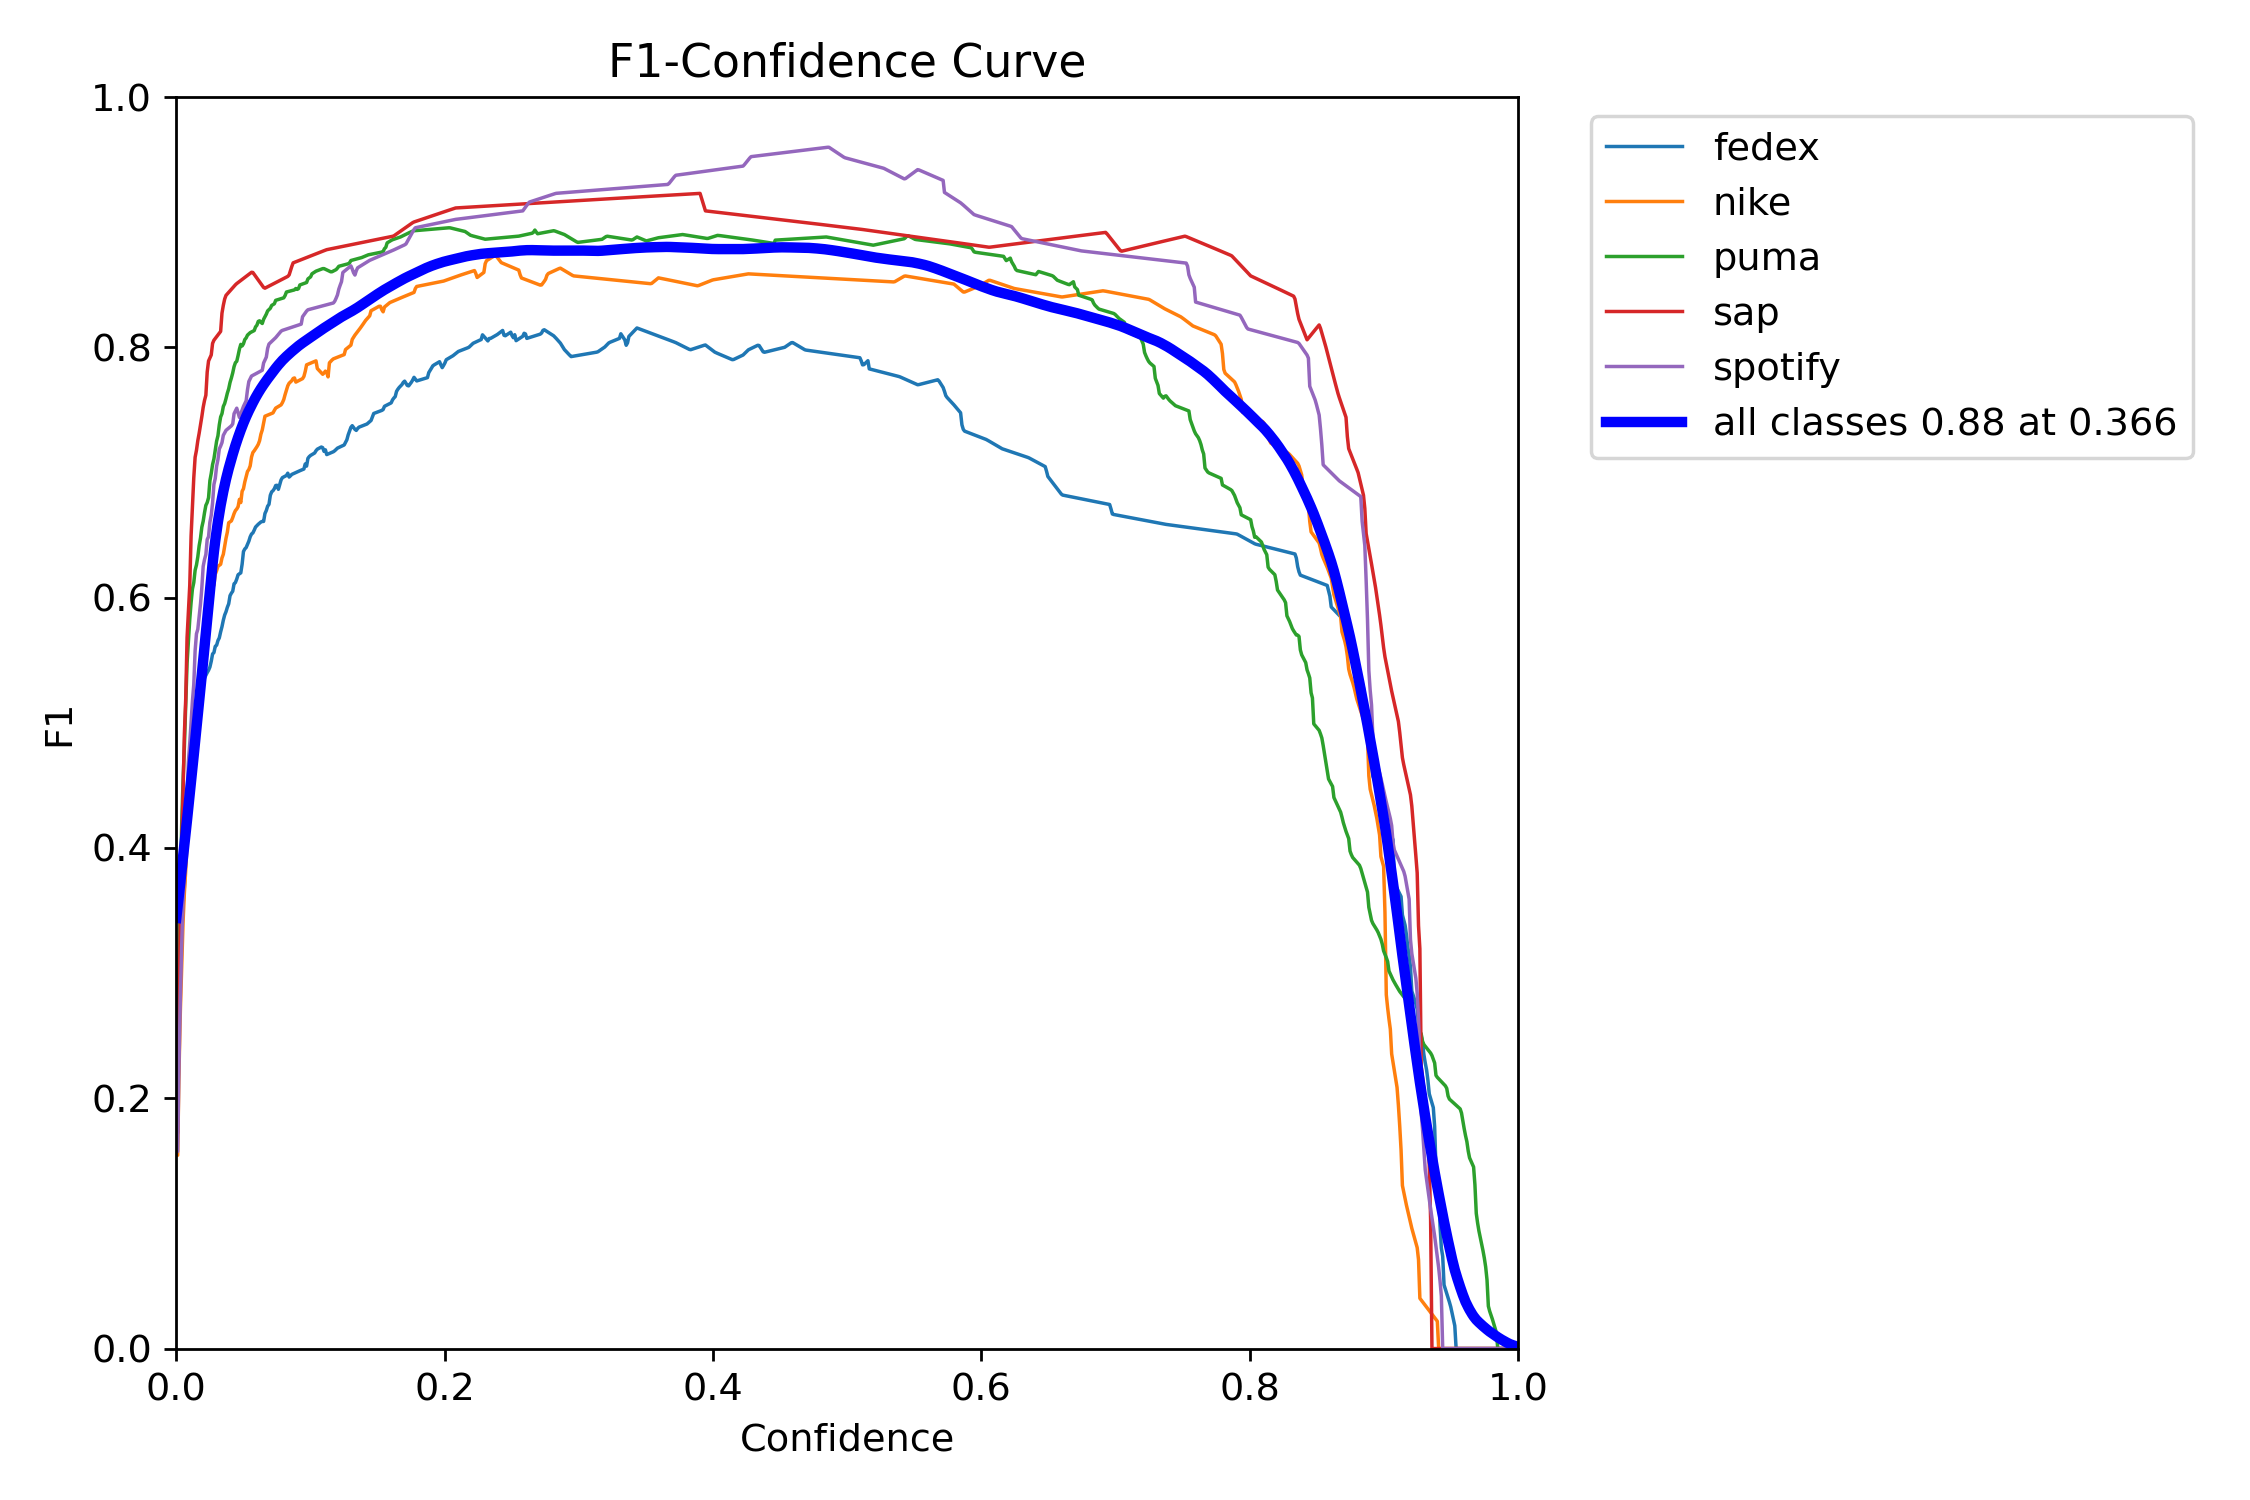 F1-Confidence Curve
1.0
0.8
0.6
0.4
0.2
0.0
F1
0.0 0.2 0.4 0.6 0.8 1.0
Confidence
fedex
nike
puma
sap
spotify
all classes 0.88 at 0.366